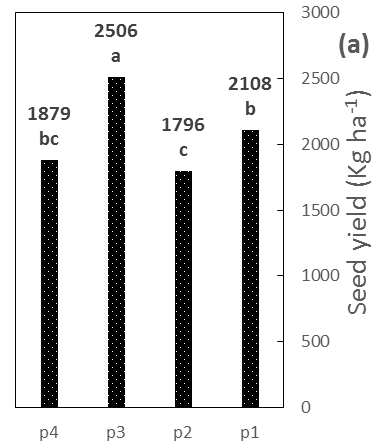 (a)
2506
a
1879
bc
1796
c
2108
b
3000
2500
2000
1500
1000
500
0
Seed yield (Kg ha⁻¹)
p4 p3 p2 p1